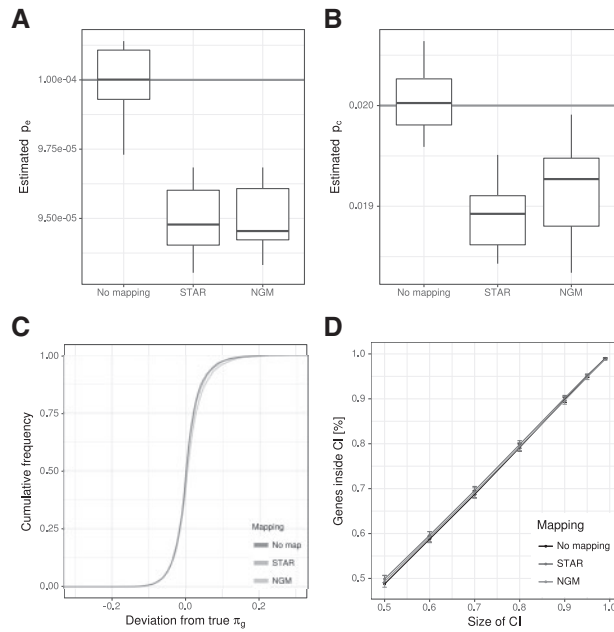 A
Estimated p_e
1.00e-04
9.75e-05
9.50e-05
No mapping STAR NGM
B
Estimated p_c
0.020
0.019
No mapping STAR NGM
C
Cumulative frequency
1.00
0.75
0.50
0.25
0.00
Mapping
No map
STAR
NGM
-0.2 0.0 0.2
Deviation from true π_g
D
Genes inside CI [%]
1.0
0.9
0.8
0.7
0.6
0.5
Mapping
No mapping
STAR
NGM
0.5 0.6 0.7 0.8 0.9 1.0
Size of CI